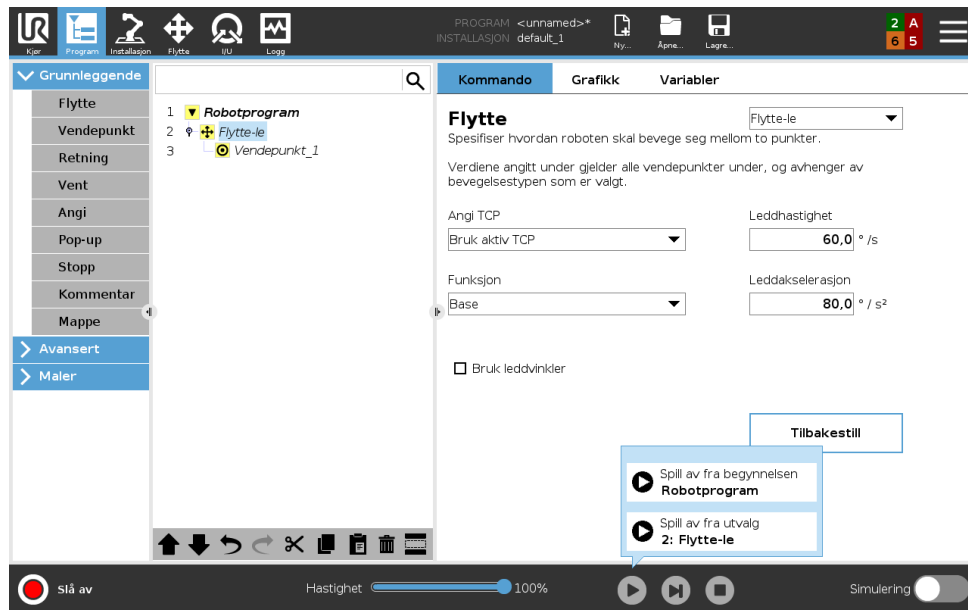 PROGRAM <unnamed>*
INSTALLASJON default_1
2 A
6 5
Kjør
Program
Installasjon
Flytte
I/U
Logg
Ny...
Åpne...
Lagre...
Grunnleggende
Flytte
Vendepunkt
Retning
Vent
Angi
Pop-up
Stopp
Kommentar
Mappe
Avansert
Maler
1 Robotprogram
2 Flytte-le
3 Vendepunkt_1
Kommando
Grafikk
Variabler
Flytte
Flytte-le
Spesifiser hvordan roboten skal bevege seg mellom to punkter.
Verdiene angitt under gjelder alle vendepunkter under, og avhenger av
bevegelsestypen som er valgt.
Angi TCP
Leddhastighet
Bruk aktiv TCP
60,0 ° /s
Funksjon
Leddakselerasjon
Base
80,0 ° / s²
Bruk leddvinkler
Tilbakestill
Spill av fra begynnelsen
Robotprogram
Spill av fra utvalg
2: Flytte-le
Slå av
Hastighet
100%
Simulering